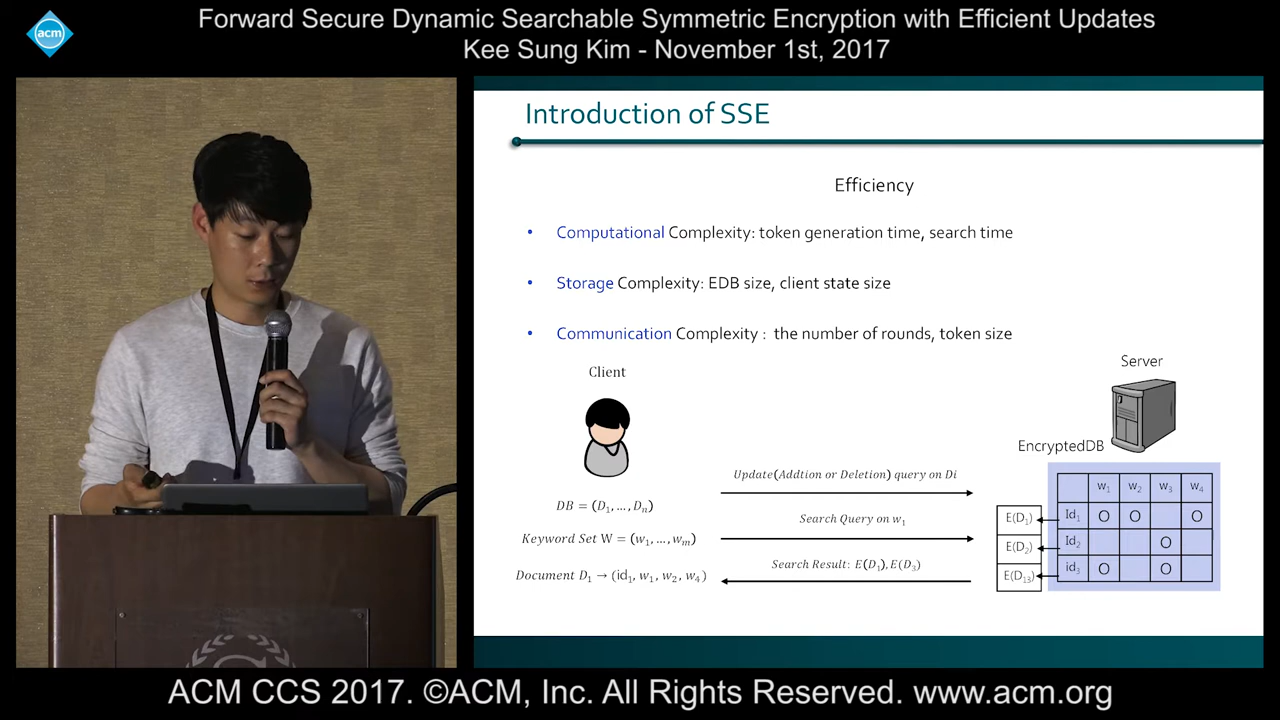 acm
Forward Secure Dynamic Searchable Symmetric Encryption with Efficient Updates
Kee Sung Kim - November 1st, 2017
Introduction of SSE
Efficiency
• Computational Complexity: token generation time, search time
• Storage Complexity: EDB size, client state size
• Communication Complexity : the number of rounds, token size
Client
Server
EncryptedDB
Update(Addtion or Deletion) query on Di
DB = (D₁, ..., Dₙ)
Search Query on w₁
Keyword Set W = (w₁, ..., wₘ)
Search Result: E(D₁), E(D₃)
Document D₁ → (id₁, w₁, w₂, w₄)
w₁ w₂ w₃ w₄
E(D₁) Id₁ O O O
E(D₂) Id₂ O
E(D₁₃) id₃ O O
ACM CCS 2017. ©ACM, Inc. All Rights Reserved. www.acm.org